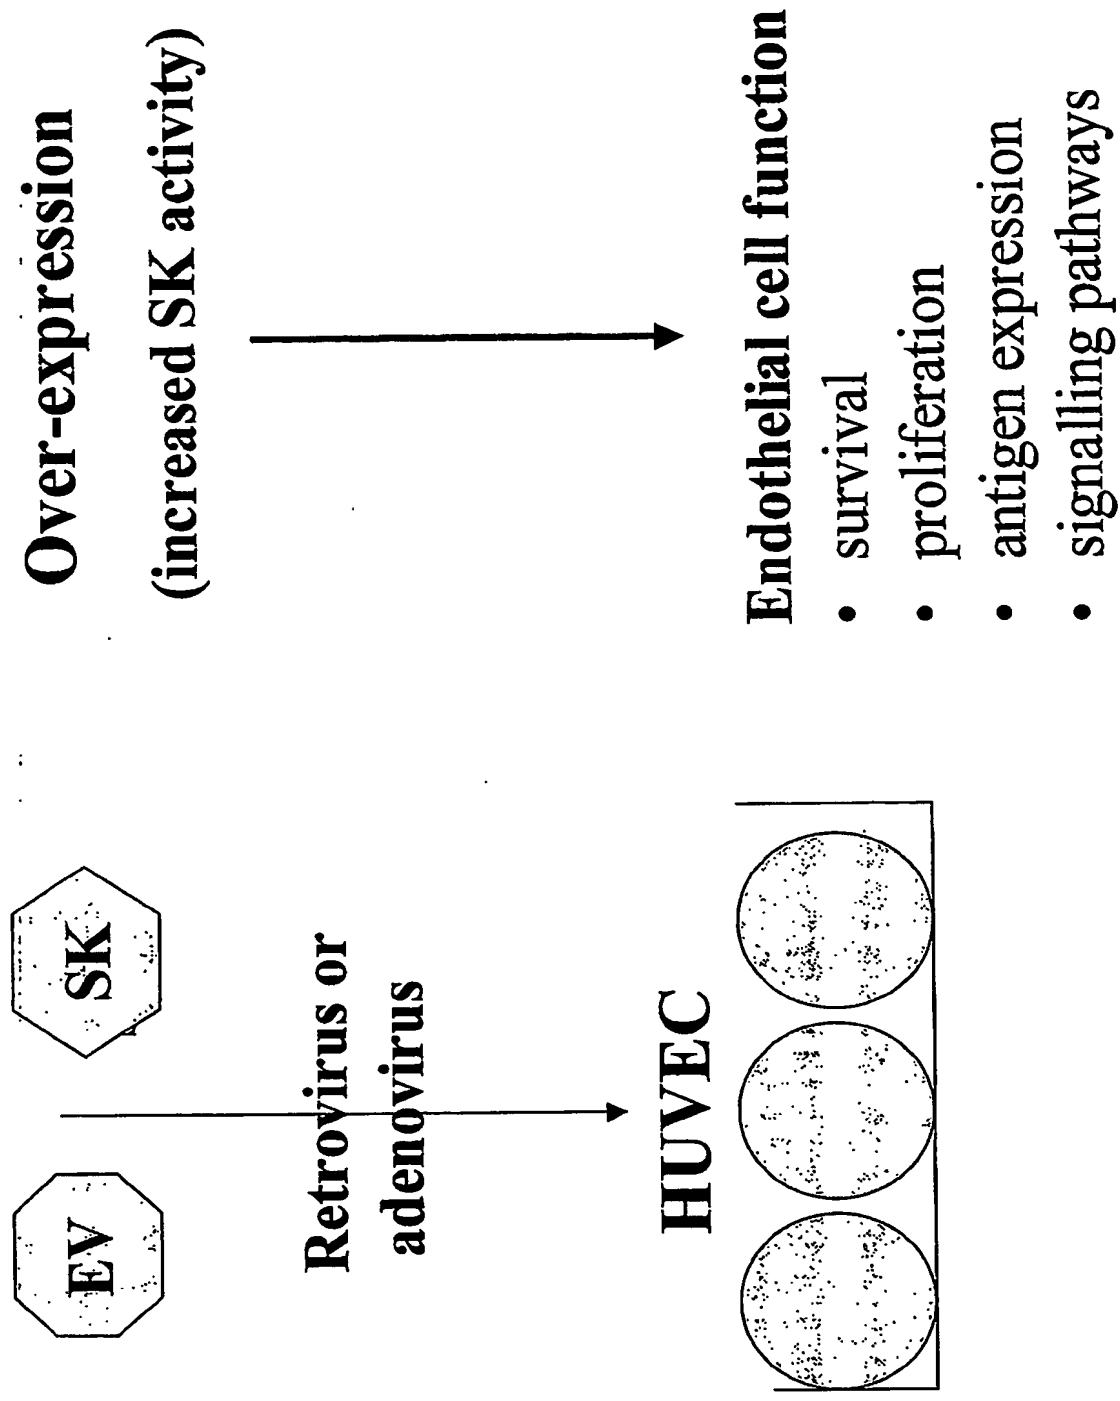 EV
SK
Retrovirus or
adenovirus
HUVEC
Over-expression
(increased SK activity)
Endothelial cell function
• survival
• proliferation
• antigen expression
• signalling pathways